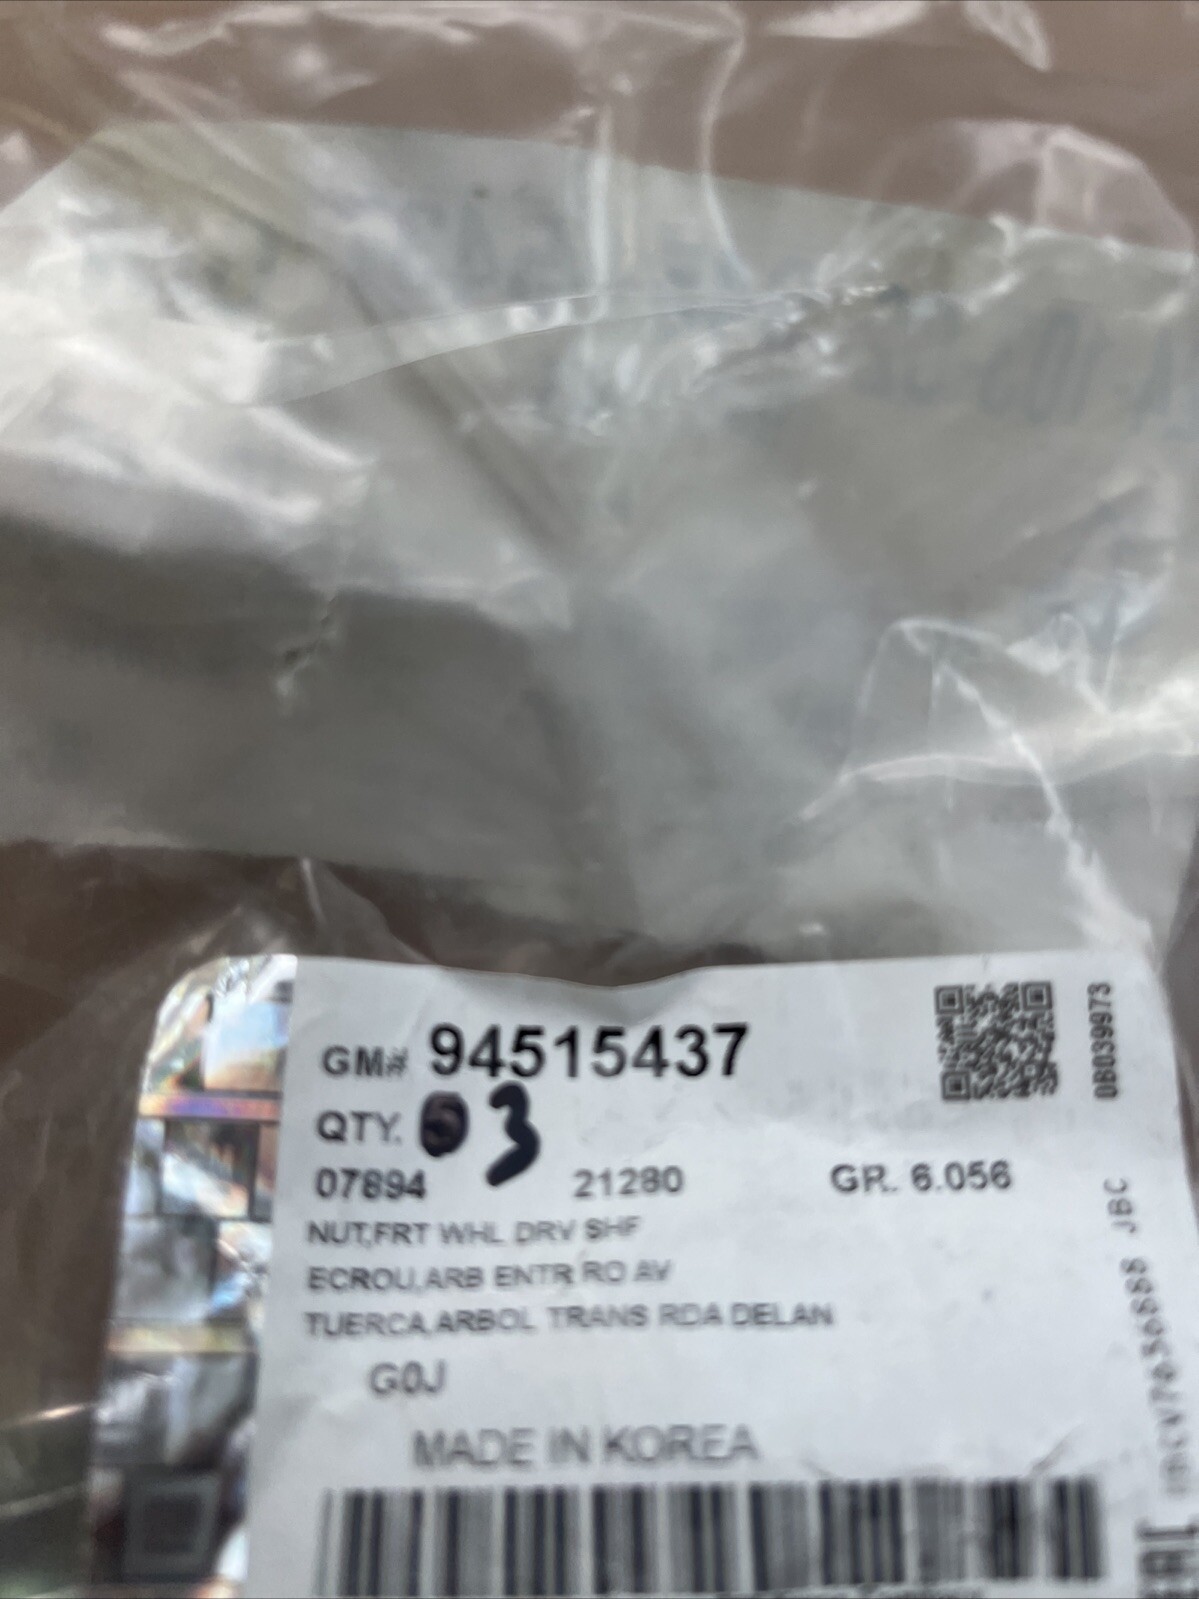 GM# 94515437
QTY. 3
07894 21280 GR. 6.056
NUT,FRT WHL DRV SHF
ECROU,ARB ENTR RO AV
TUERCA,ARBOL TRANS RDA DELAN
G0J
MADE IN KOREA
0B039973
JBC